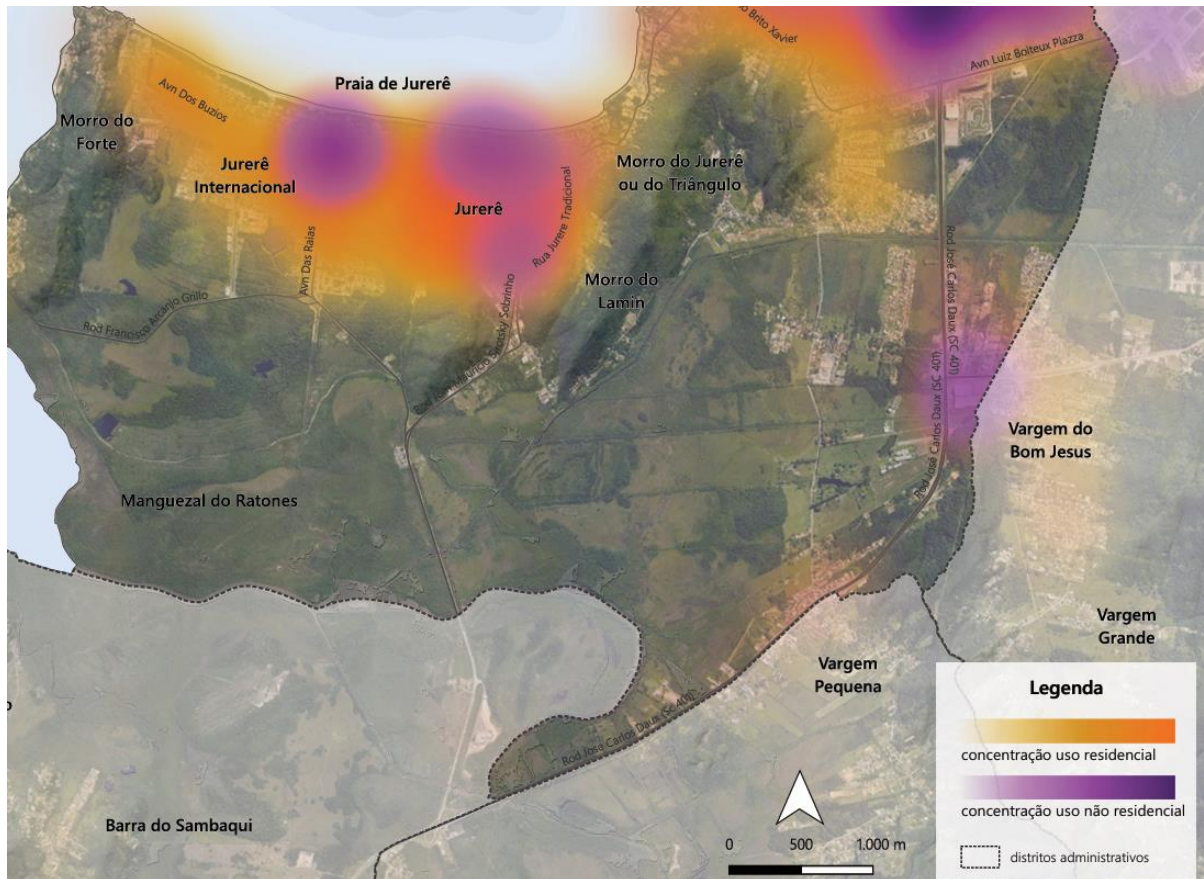 o Brito Xavier
Avn Luiz Boiteux Piazza
Avn Dos Buzios
Praia de Jurerê
Morro do
Forte
Jurerê
Internacional
Morro do Jurerê
ou do Triângulo
Jurerê
Rua Jurere Tradicional
Avn Das Raias
Morro do
Lamin
Rod José Carlos Daux (SC 401)
Rod Francisco Arcanjo Grillo
Sobrinho
Rod José Carlos Daux (SC 401)
Vargem do
Bom Jesus
Manguezal do Ratones
Vargem
Grande
Vargem
Pequena
Rod José Carlos Daux (SC 401)
Barra do Sambaqui
o
0 500 1.000 m
Legenda
concentração uso residencial
concentração uso não residencial
distritos administrativos